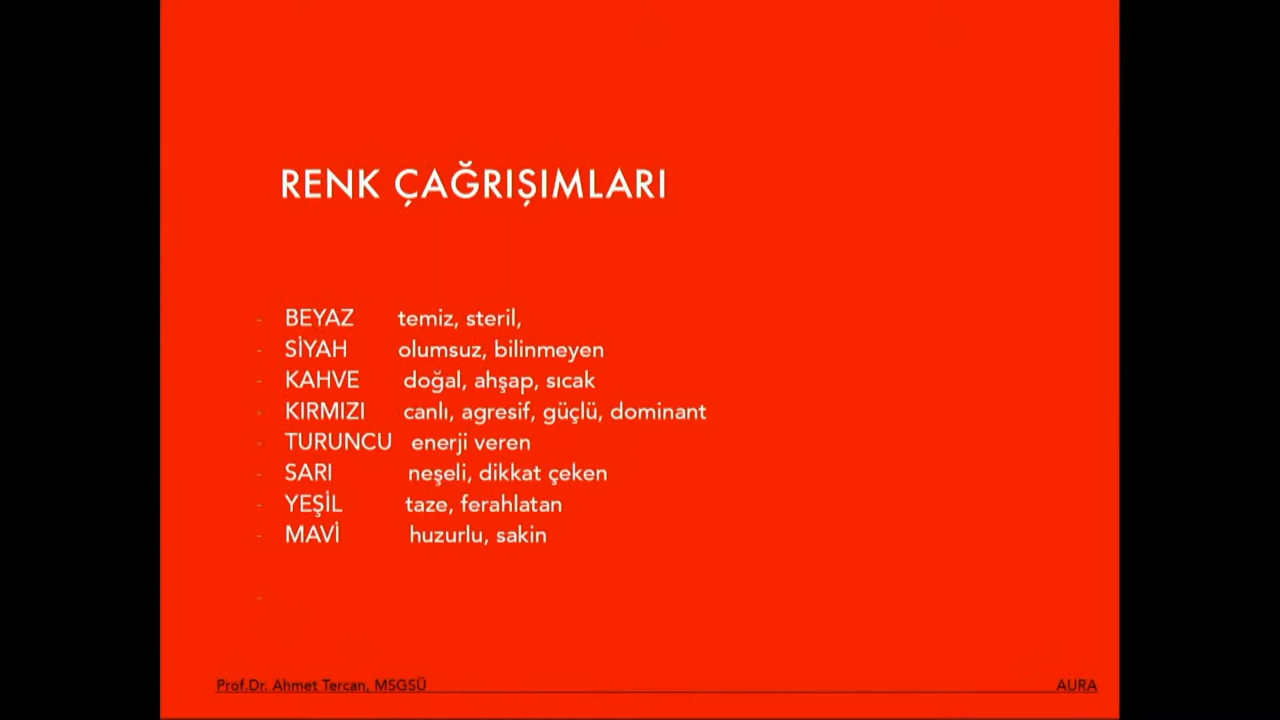 RENK ÇAĞRIŞIMLARI
- BEYAZ temiz, steril,
- SİYAH olumsuz, bilinmeyen
- KAHVE doğal, ahşap, sıcak
- KIRMIZI canlı, agresif, güçlü, dominant
- TURUNCU enerji veren
- SARI neşeli, dikkat çeken
- YEŞİL taze, ferahlatan
- MAVİ huzurlu, sakin
-
Prof.Dr. Ahmet Tercan, MSGSÜ AURA